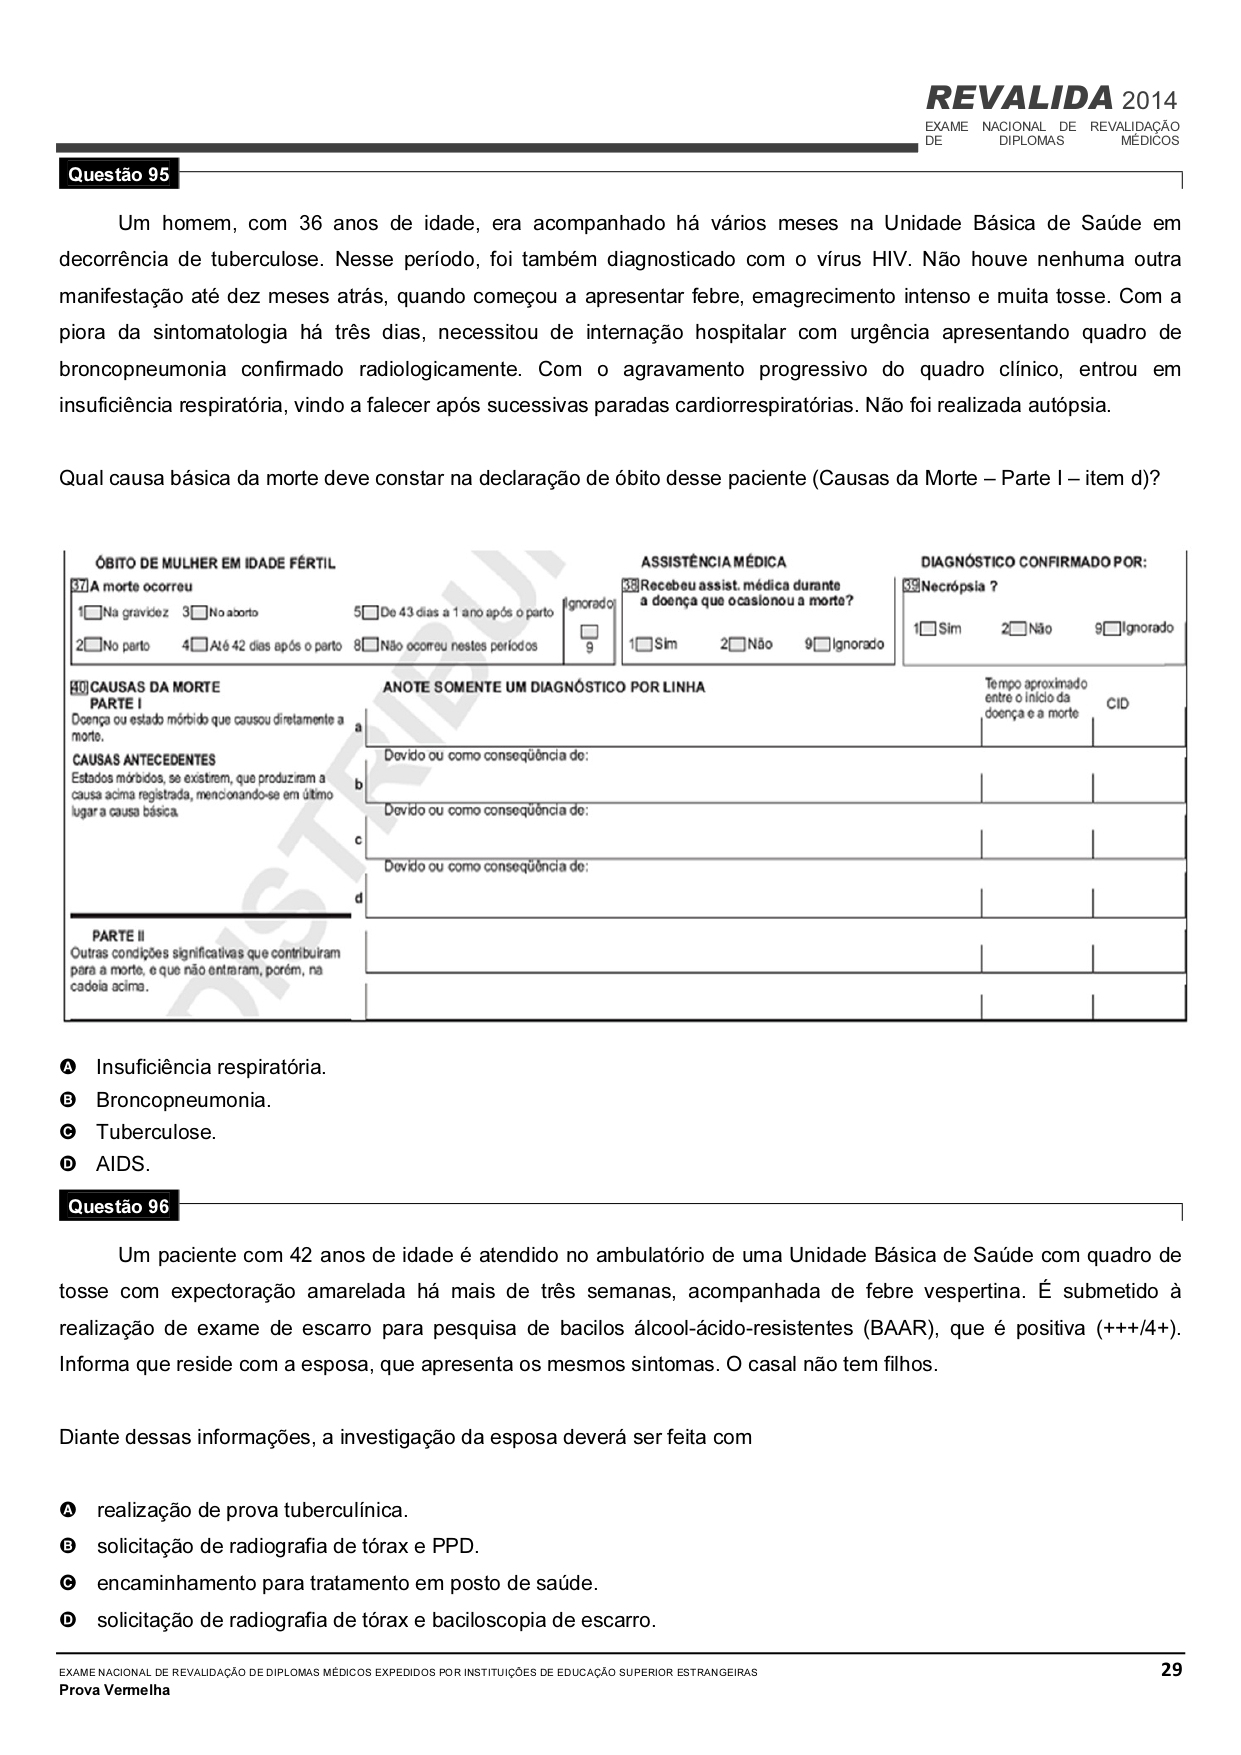 REVALIDA 2014
EXAME NACIONAL DE REVALIDAÇÃO
DE DIPLOMAS MÉDICOS
Questão 95
Um homem, com 36 anos de idade, era acompanhado há vários meses na Unidade Básica de Saúde em
decorrência de tuberculose. Nesse período, foi também diagnosticado com o vírus HIV. Não houve nenhuma outra
manifestação até dez meses atrás, quando começou a apresentar febre, emagrecimento intenso e muita tosse. Com a
piora da sintomatologia há três dias, necessitou de internação hospitalar com urgência apresentando quadro de
broncopneumonia confirmado radiologicamente. Com o agravamento progressivo do quadro clínico, entrou em
insuficiência respiratória, vindo a falecer após sucessivas paradas cardiorrespiratórias. Não foi realizada autópsia.
Qual causa básica da morte deve constar na declaração de óbito desse paciente (Causas da Morte – Parte I – item d)?
ÓBITO DE MULHER EM IDADE FÉRTIL
37 A morte ocorreu
1 Na gravidez 3 No aborto 5 De 43 dias a 1 ano após o parto
2 No parto 4 Até 42 dias após o parto 8 Não ocorreu nestes períodos
Ignorado
9
ASSISTÊNCIA MÉDICA
38 Recebeu assist. médica durante
a doença que ocasionou a morte?
1 Sim 2 Não 9 Ignorado
DIAGNÓSTICO CONFIRMADO POR:
39 Necrópsia ?
1 Sim 2 Não 9 Ignorado
40 CAUSAS DA MORTE
PARTE I
Doença ou estado mórbido que causou diretamente a
morte.
CAUSAS ANTECEDENTES
Estados mórbidos, se existirem, que produziram a
causa acima registrada, mencionando-se em último
lugar a causa básica.
ANOTE SOMENTE UM DIAGNÓSTICO POR LINHA
Tempo aproximado
entre o início da
doença e a morte
CID
a
Devido ou como conseqüência de:
b
Devido ou como conseqüência de:
c
Devido ou como conseqüência de:
d
PARTE II
Outras condições significativas que contribuiram
para a morte, e que não entraram, porém, na
cadeia acima.
DISTRIBU
A Insuficiência respiratória.
B Broncopneumonia.
C Tuberculose.
D AIDS.
Questão 96
Um paciente com 42 anos de idade é atendido no ambulatório de uma Unidade Básica de Saúde com quadro de
tosse com expectoração amarelada há mais de três semanas, acompanhada de febre vespertina. É submetido à
realização de exame de escarro para pesquisa de bacilos álcool-ácido-resistentes (BAAR), que é positiva (+++/4+).
Informa que reside com a esposa, que apresenta os mesmos sintomas. O casal não tem filhos.
Diante dessas informações, a investigação da esposa deverá ser feita com
A realização de prova tuberculínica.
B solicitação de radiografia de tórax e PPD.
C encaminhamento para tratamento em posto de saúde.
D solicitação de radiografia de tórax e baciloscopia de escarro.
EXAME NACIONAL DE REVALIDAÇÃO DE DIPLOMAS MÉDICOS EXPEDIDOS POR INSTITUIÇÕES DE EDUCAÇÃO SUPERIOR ESTRANGEIRAS
29
Prova Vermelha